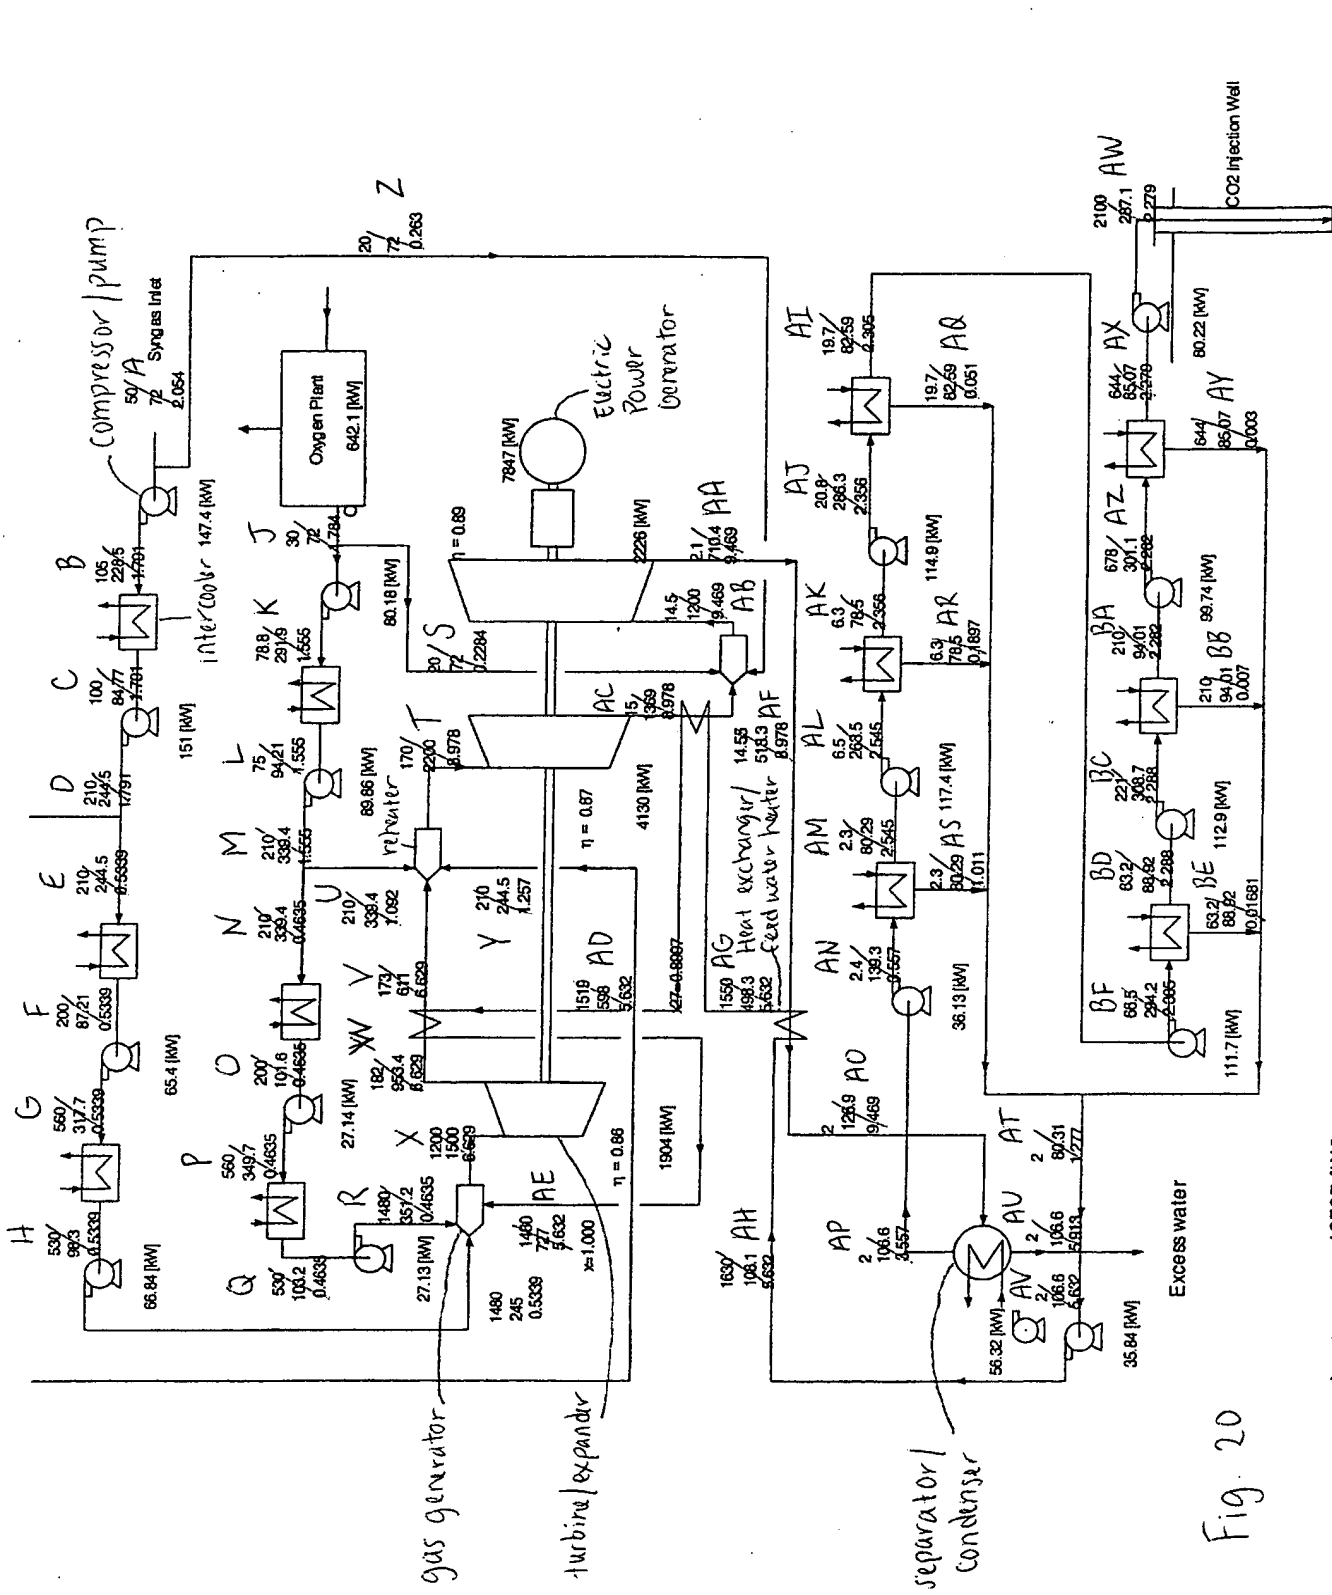 Compressor/pump
50/
72
2.054
A
Syngas Inlet
147.4 [kW]
B
105
228.5
1.791
intercooler
C
100
84.77
1.791
151 [kW]
D
210
244.5
1.791
E
210
244.5
0.5339
F
200
87.21
0.5339
65.4 [kW]
G
560
317.7
0.5339
H
530
98.3
0.5339
66.84 [kW]
Z
20
72
0.263
Oxygen Plant
642.1 [kW]
J
30
72
1.784
80.18 [kW]
K
78.8
291.9
1.555
L
75
94.21
1.555
89.86 [kW]
M
210
339.4
1.555
N
210
339.4
0.4635
O
200
101.6
0.4635
27.14 [kW]
P
560
349.7
0.4635
Q
530
103.2
0.4635
27.13 [kW]
R
1480
351.2
0.4635
1480
245
0.5339
Electric
Power
Generator
7847 [kW]
η = 0.89
2226 [kW]
S
20
72
0.2284
T
170
2200
8.978
reheater
U
210
339.4
1.092
V
173
611
6.629
W
182
953.4
6.629
X
1200
1500
6.629
Y
210
244.5
1.257
η = 0.87
4130 [kW]
η = 0.86
1904 [kW]
AA
2.1
710.4
9.469
AB
14.5
1200
9.469
AC
15
1369
8.978
AF
14.55
518.3
8.978
AD
1519
598
5.632
AG
1550
498.3
5.632
Heat exchanger/
feed water heater
x27=0.8997
AE
1480
727
5.632
x=1.000
gas generator
turbine/expander
AH
1630
108.1
5.632
AI
19.7
82.59
2.305
AQ
19.7
82.59
0.051
AJ
20.8
286.3
2.356
114.9 [kW]
AK
6.3
78.5
2.356
AR
6.3
78.5
0.1897
AL
6.5
268.5
2.545
117.4 [kW]
AM
2.3
80.29
2.545
AS
2.3
80.29
1.011
AN
2.4
139.3
3.557
36.13 [kW]
AO
2
126.9
9.469
AP
2
106.6
3.557
AT
2
80.31
1.277
AU
2
106.6
5.913
AV
2
106.6
5.632
56.32 [kW]
35.84 [kW]
Excess water
separator/
condenser
AW
2100
287.1
2.279
CO2 Injection Well
AX
644
85.07
2.279
80.22 [kW]
AY
644
85.07
0.003
AZ
678
301.1
2.282
99.74 [kW]
BA
210
94.01
2.282
BB
210
94.01
0.007
BC
221
308.7
2.288
112.9 [kW]
BD
63.2
88.92
2.288
BE
63.2
88.92
0.01681
BF
66.5
294.2
2.305
111.7 [kW]
Fig. 20